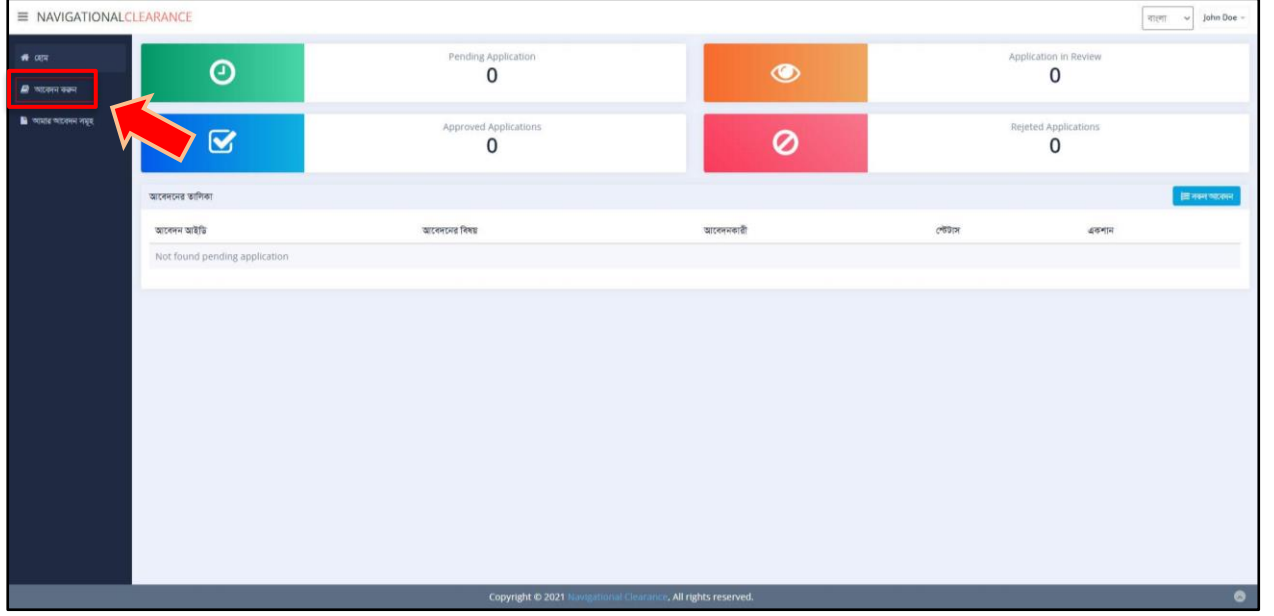 NAVIGATIONALCLEARANCE
বাংলা
John Doe
হোম
আবেদন করুন
আমার আবেদন সমূহ
Pending Application
0
Application in Review
0
Approved Applications
0
Rejeted Applications
0
আবেদনের তালিকা
সকল আবেদন
আবেদন আইডি আবেদনের বিষয় আবেদনকারী স্টেটাস একশান
Not found pending application
Copyright © 2021 Navigational Clearance, All rights reserved.